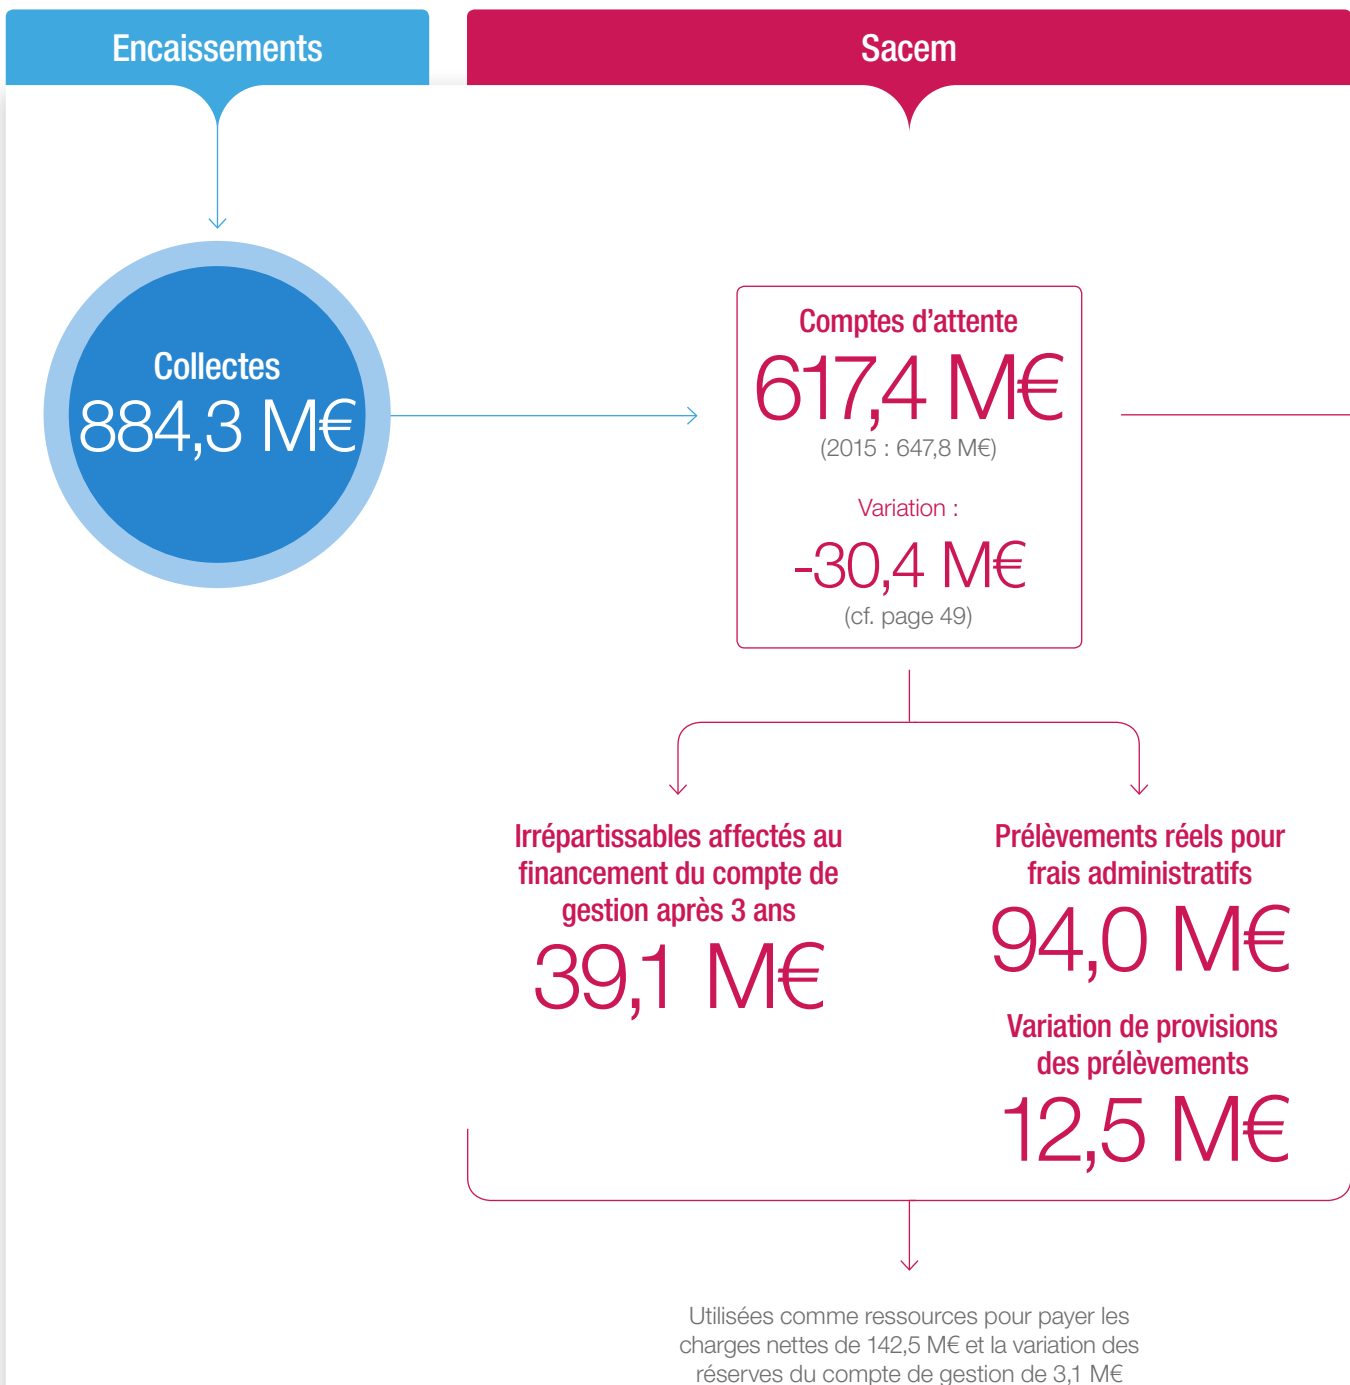 Encaissements
Sacem
Collectes
884,3 M€
Comptes d'attente
617,4 M€
(2015 : 647,8 M€)
Variation :
-30,4 M€
(cf. page 49)
Irrépartissables affectés au
financement du compte de
gestion après 3 ans
39,1 M€
Prélèvements réels pour
frais administratifs
94,0 M€
Variation de provisions
des prélèvements
12,5 M€
Utilisées comme ressources pour payer les
charges nettes de 142,5 M€ et la variation des
réserves du compte de gestion de 3,1 M€